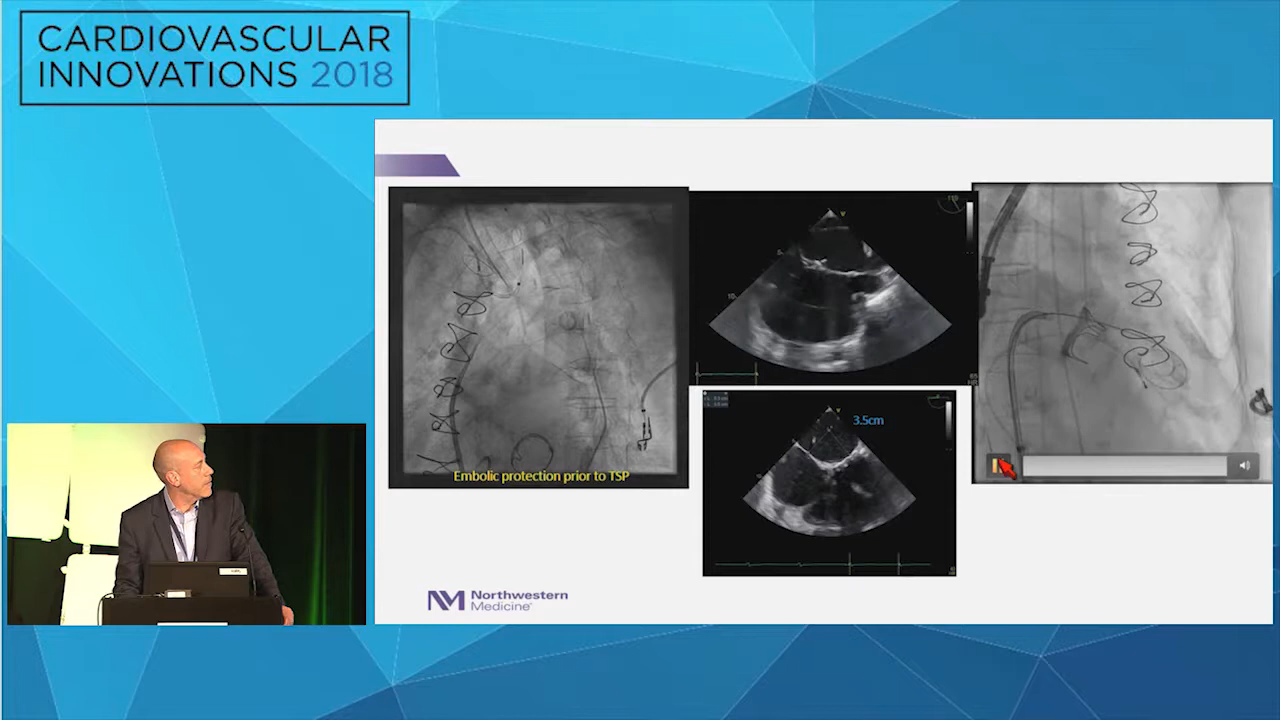 CARDIOVASCULAR
INNOVATIONS 2018
Embolic protection prior to TSP
3.5cm
Northwestern
Medicine